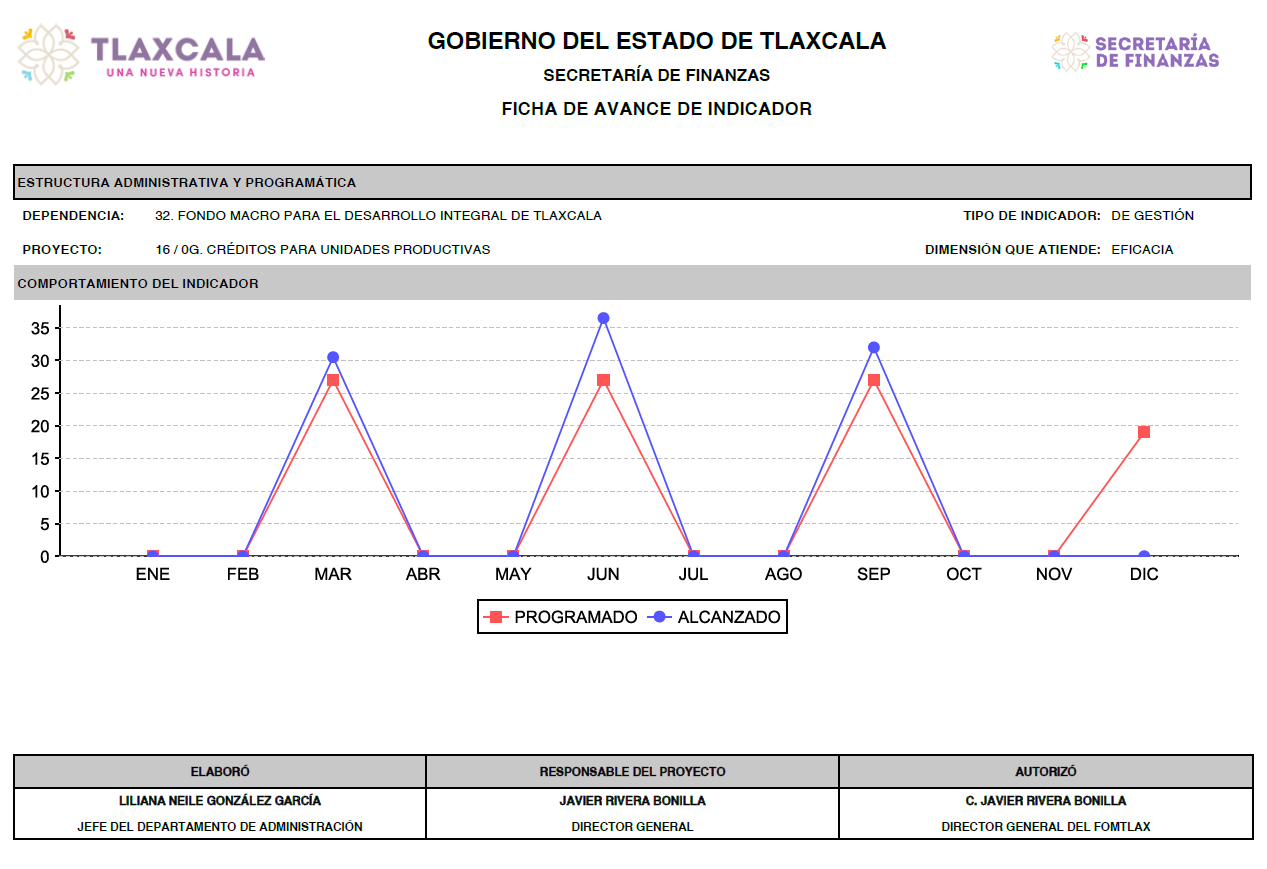 TLAXCALA
UNA NUEVA HISTORIA
GOBIERNO DEL ESTADO DE TLAXCALA
SECRETARÍA DE FINANZAS
FICHA DE AVANCE DE INDICADOR
SECRETARÍA
DE FINANZAS
ESTRUCTURA ADMINISTRATIVA Y PROGRAMÁTICA
DEPENDENCIA: 32. FONDO MACRO PARA EL DESARROLLO INTEGRAL DE TLAXCALA TIPO DE INDICADOR: DE GESTIÓN
PROYECTO: 16 / 0G. CRÉDITOS PARA UNIDADES PRODUCTIVAS DIMENSIÓN QUE ATIENDE: EFICACIA
COMPORTAMIENTO DEL INDICADOR
35
30
25
20
15
10
5
0
ENE FEB MAR ABR MAY JUN JUL AGO SEP OCT NOV DIC
PROGRAMADO ALCANZADO
ELABORÓ RESPONSABLE DEL PROYECTO AUTORIZÓ
LILIANA NEILE GONZÁLEZ GARCÍA JAVIER RIVERA BONILLA C. JAVIER RIVERA BONILLA
JEFE DEL DEPARTAMENTO DE ADMINISTRACIÓN DIRECTOR GENERAL DIRECTOR GENERAL DEL FOMTLAX